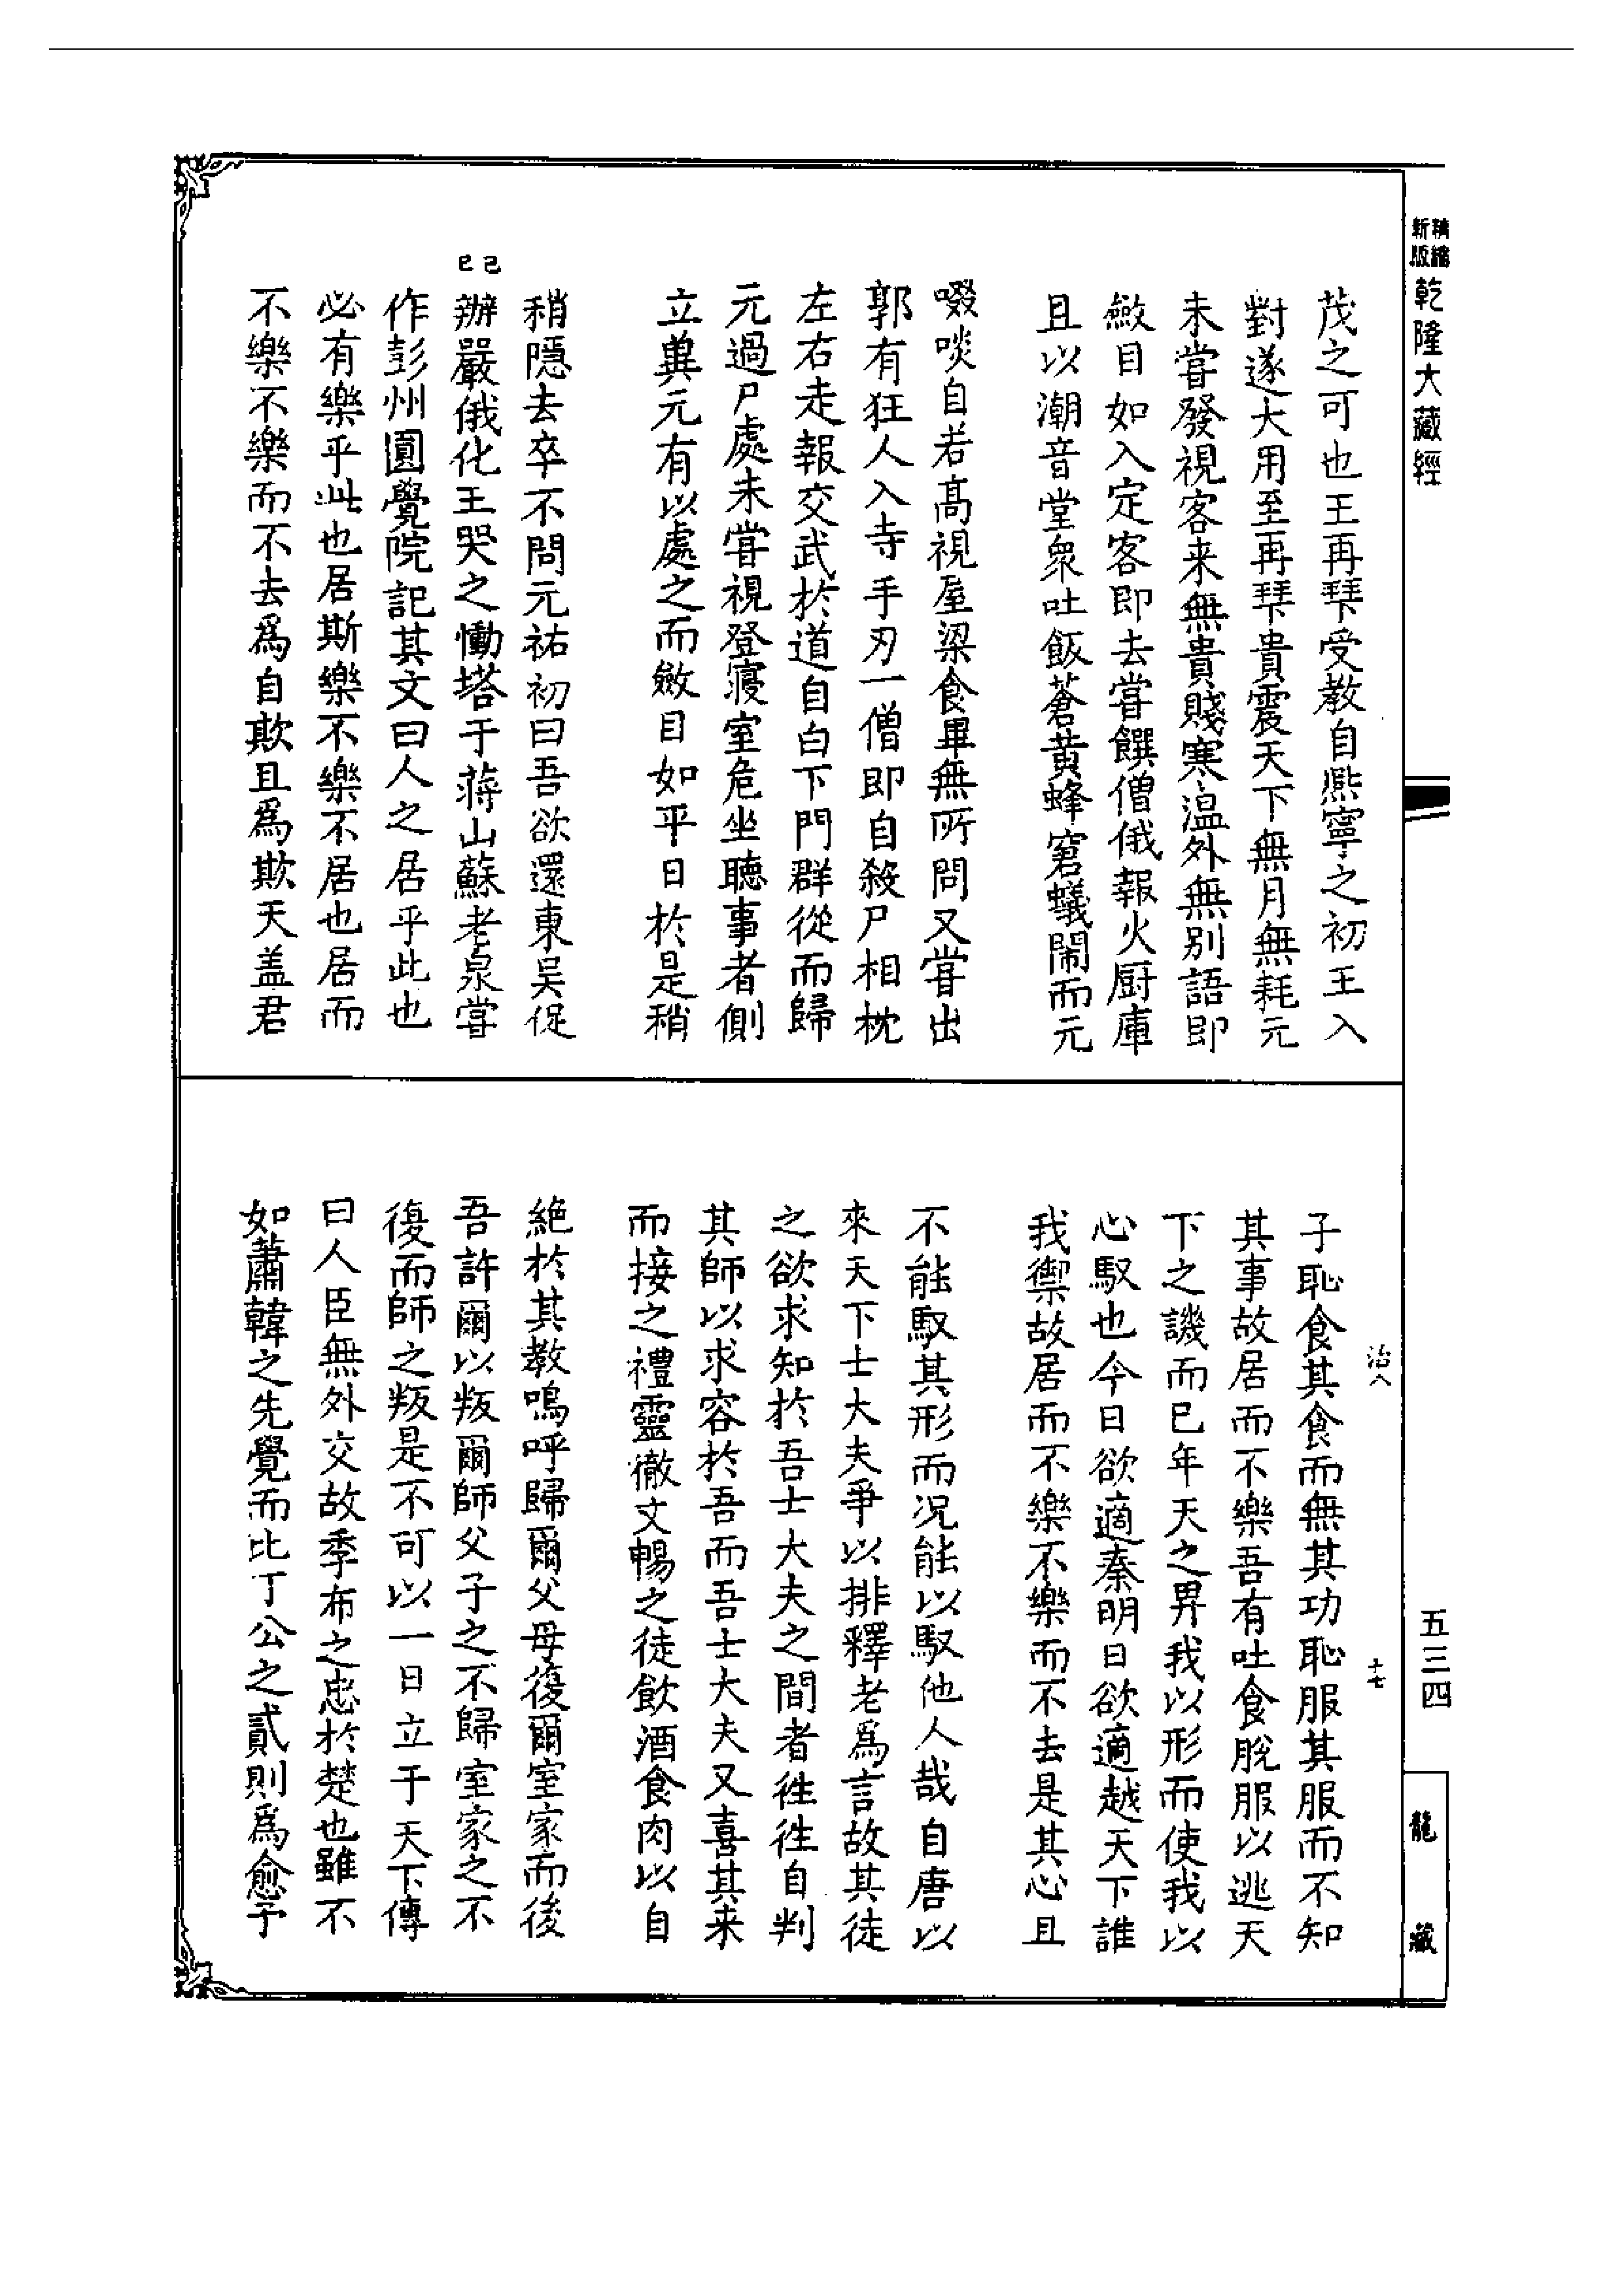 精縮
新版
乾隆大藏經
茂之可也王再拜受教自熈寧之初王入
對遂大用至再拜貴震天下無月無耗元
未甞發視客来無貴賤寒温外無别語即
斂目如入定客即去甞饌僧俄報火厨庫
且以潮音堂衆吐飯蒼黄蜂窘蟻閙而元
啜啖自若髙視屋梁食畢無所問又甞出
郭有狂人入寺手刃一僧即自殺尸相枕
左右走報交武於道自白下門群從而歸
元過尸處未甞視登寢室危坐聴事者側
立兾元有以處之而斂目如平日於是稍
稍隱去卒不問元祐初曰吾欲還東吴促
己巳
辦嚴俄化王哭之慟塔于蔣山蘇老泉甞
作彭州圓覺院記其文曰人之居乎此也
必有樂乎此也居斯樂不樂不居也居而
不樂不樂而不去爲自欺且爲欺天盖君
治八 十七
子恥食其食而無其功恥服其服而不知
其事故居而不樂吾有吐食脫服以逃天
下之譏而已年天之畀我以形而使我以
心馭也今日欲適秦明日欲適越天下誰
我禦故居而不樂不樂而不去是其心且
不能馭其形而况能以馭他人哉自唐以
來天下士大夫爭以排釋老爲言故其徒
之欲求知於吾士大夫之間者徃徃自判
其師以求容於吾而吾士大夫又喜其来
而接之禮靈徹文暢之徒飲酒食肉以自
絶於其教嗚呼歸爾父母復爾室家而後
吾許爾以叛爾師父子之不歸室家之不
復而師之叛是不可以一日立于天下傳
曰人臣無外交故季布之忠於楚也雖不
如蕭韓之先覺而比丁公之貳則爲愈予
五三四
龍藏